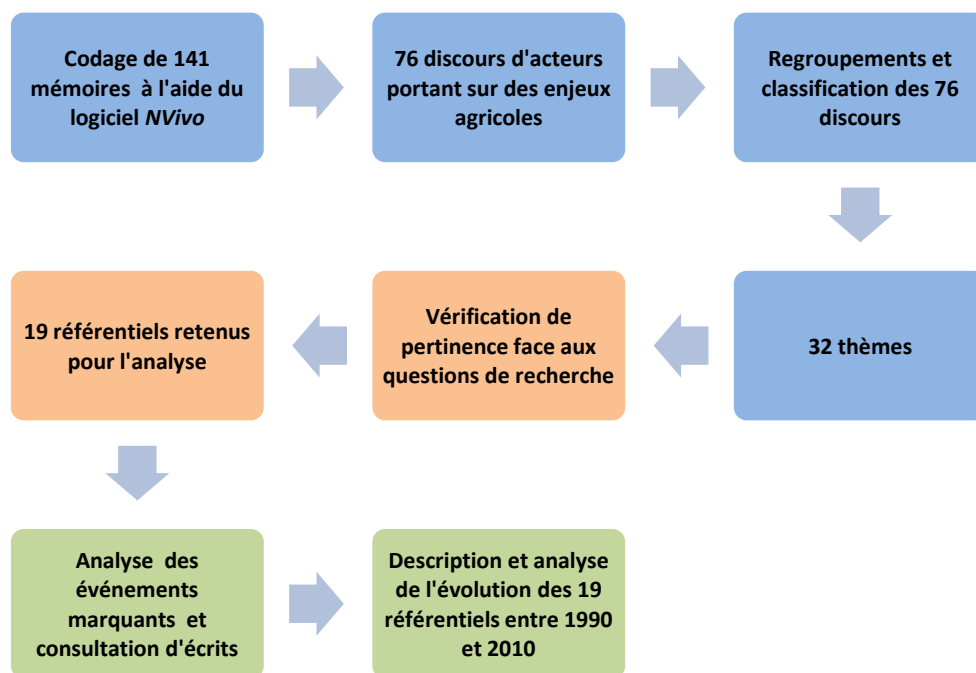 Codage de 141
mémoires à l'aide du
logiciel NVivo
76 discours d'acteurs
portant sur des enjeux
agricoles
Regroupements et
classification des 76
discours
32 thèmes
Vérification de
pertinence face aux
questions de recherche
19 référentiels retenus
pour l'analyse
Analyse des
événements
marquants et
consultation d'écrits
Description et analyse
de l'évolution des 19
référentiels entre 1990
et 2010